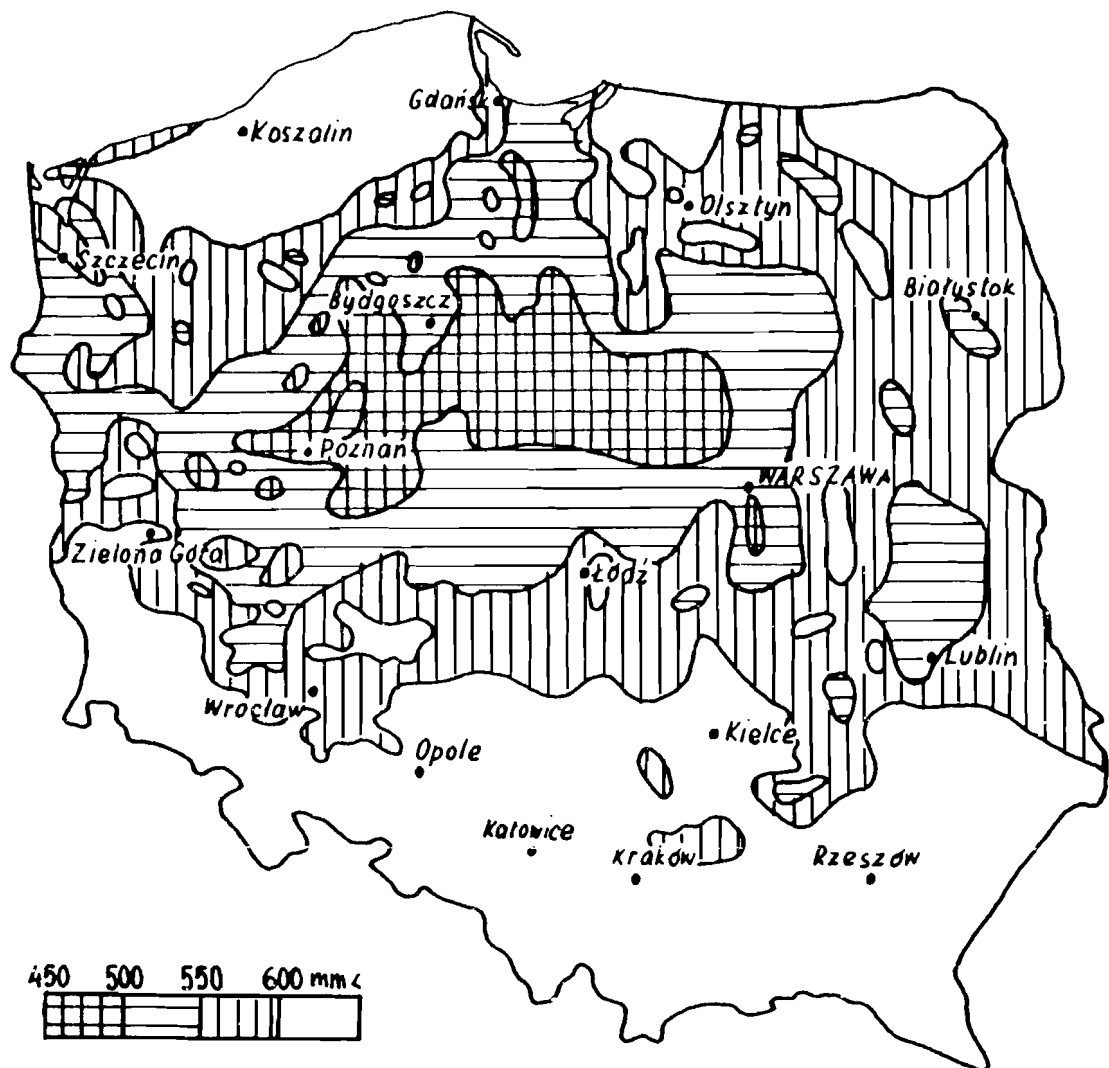 Gdańsk
Koszalin
Olsztyn
Szczecin
Białystok
Bydgoszcz
Poznań
WARSZAWA
Zielona Góra
Łódź
Lublin
Wrocław
Kielce
Opole
Katowice
Kraków
Rzeszów
450 500 550 600 mm <